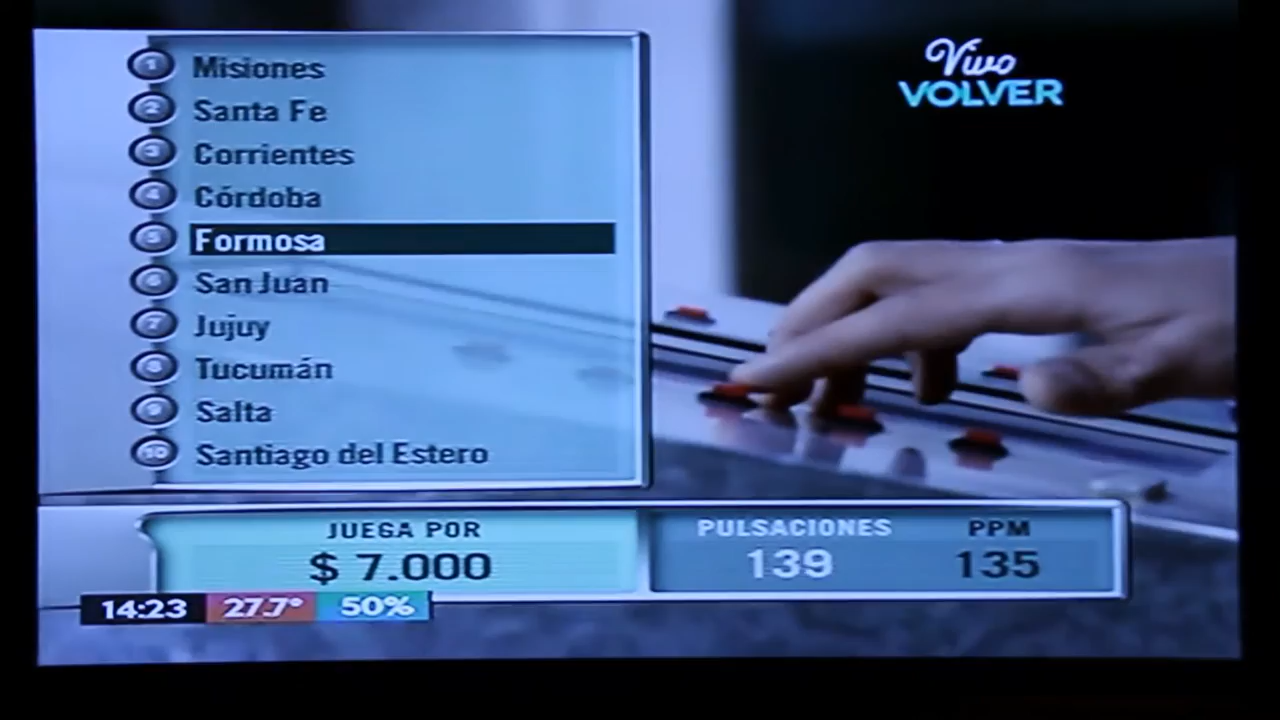 1 Misiones
2 Santa Fe
3 Corrientes
4 Córdoba
5 Formosa
6 San Juan
7 Jujuy
8 Tucumán
9 Salta
10 Santiago del Estero
Vivo
VOLVER
JUEGA POR
$ 7.000
PULSACIONES
139
PPM
135
14:23 27.7° 50%